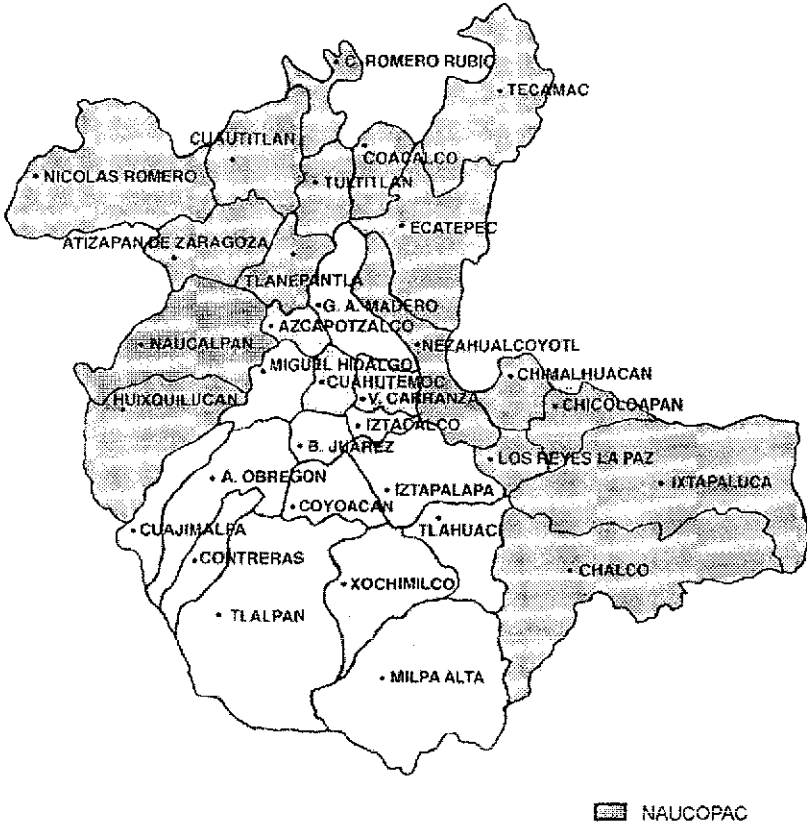 C. ROMERO RUBIO
TECAMAC
CUAUTITLAN
COACALCO
NICOLAS ROMERO
TULTITLAN
ECATEPEC
ATIZAPAN DE ZARAGOZA
TLANEPANTLA
G. A. MADERO
AZCAPOTZALCO
NAUCALPAN
NEZAHUALCOYOTL
MIGUEL HIDALGO
CHIMALHUACAN
CUAHUTEMOC
HUIXQUILUCAN
V. CARRANZA
CHICOLOAPAN
IZTACALCO
B. JUAREZ
LOS REYES LA PAZ
A. OBREGON
IXTAPALUCA
IZTAPALAPA
COYOACAN
CUAJIMALPA
TLAHUAC
CONTRERAS
CHALCO
XOCHIMILCO
TLALPAN
MILPA ALTA
NAUCOPAC